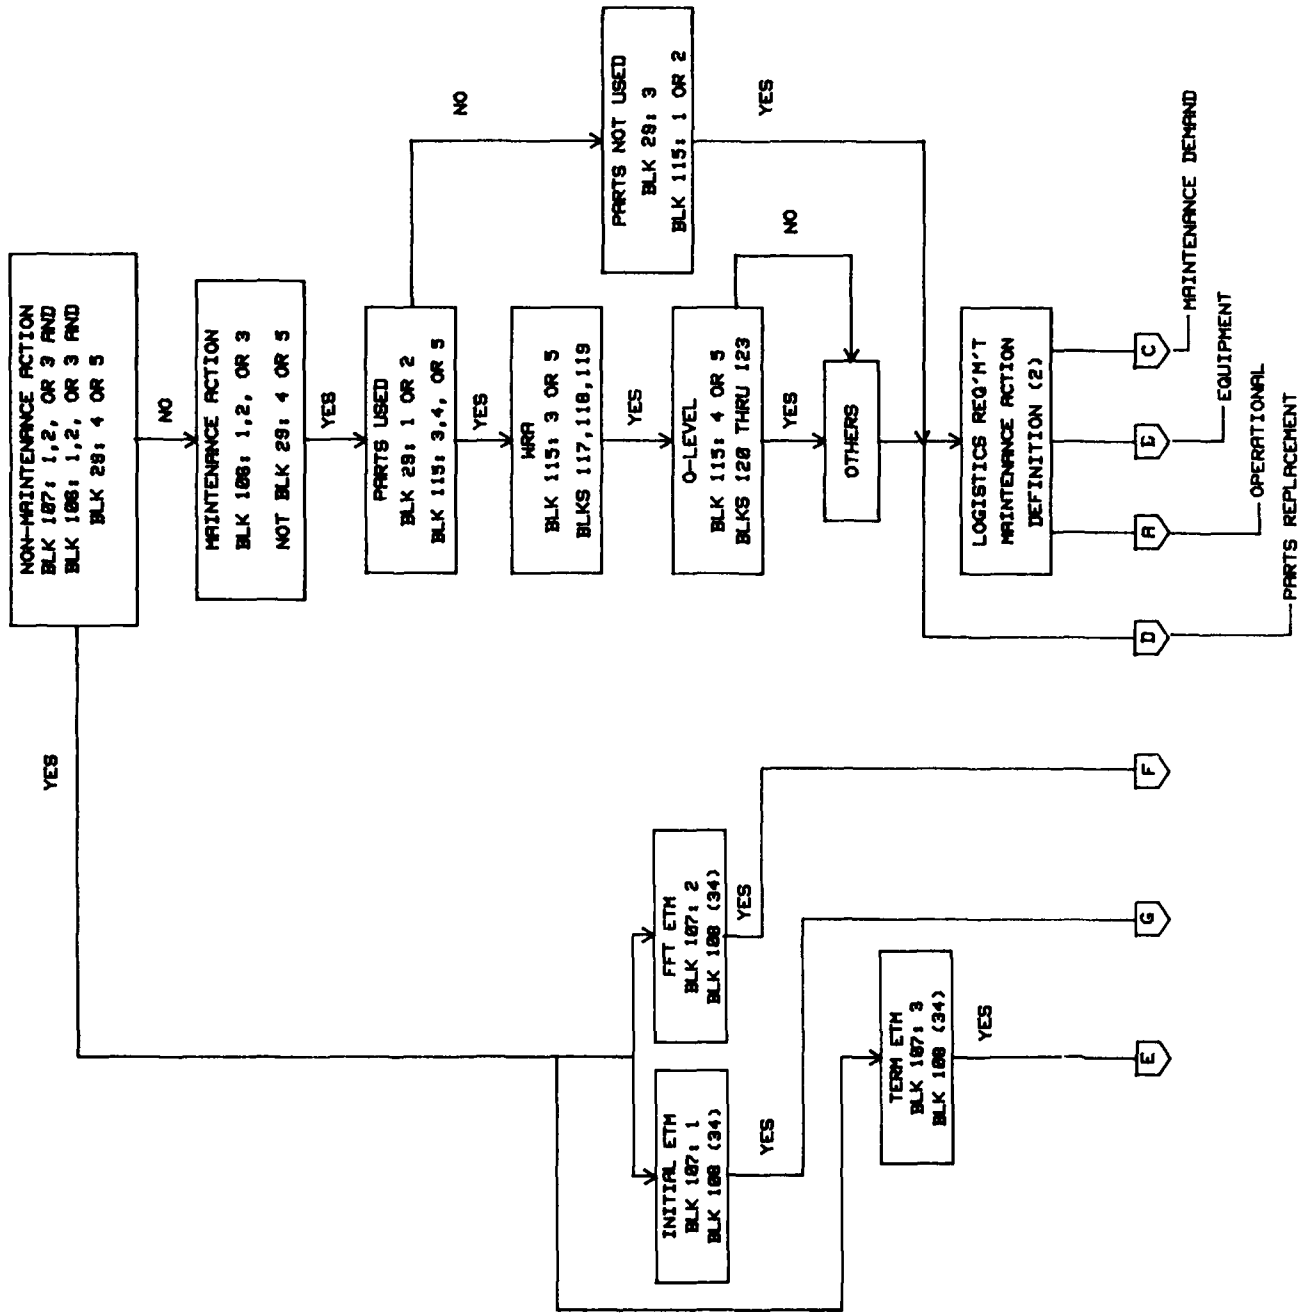 NON-MAINTENANCE ACTION
BLK 107: 1,2, OR 3 AND
BLK 106: 1,2, OR 3 AND
BLK 29: 4 OR 5
YES
NO
MAINTENANCE ACTION
BLK 106: 1,2, OR 3
NOT BLK 29: 4 OR 5
YES
PARTS USED
BLK 29: 1 OR 2
BLK 115: 3,4, OR 5
NO
YES
PARTS NOT USED
BLK 29: 3
BLK 115: 1 OR 2
YES
WRA
BLK 115: 3 OR 5
BLKS 117,118,119
YES
O-LEVEL
BLK 115: 4 OR 5
BLKS 120 THRU 123
NO
YES
OTHERS
LOGISTICS REQ'M'T
MAINTENANCE ACTION
DEFINITION (2)
INITIAL ETM
BLK 107: 1
BLK 108 (34)
YES
FFT ETM
BLK 107: 2
BLK 108 (34)
YES
TERM ETM
BLK 107: 3
BLK 108 (34)
YES
E
G
F
D
A
C
PARTS REPLACEMENT
OPERATIONAL
EQUIPMENT
MAINTENANCE DEMAND